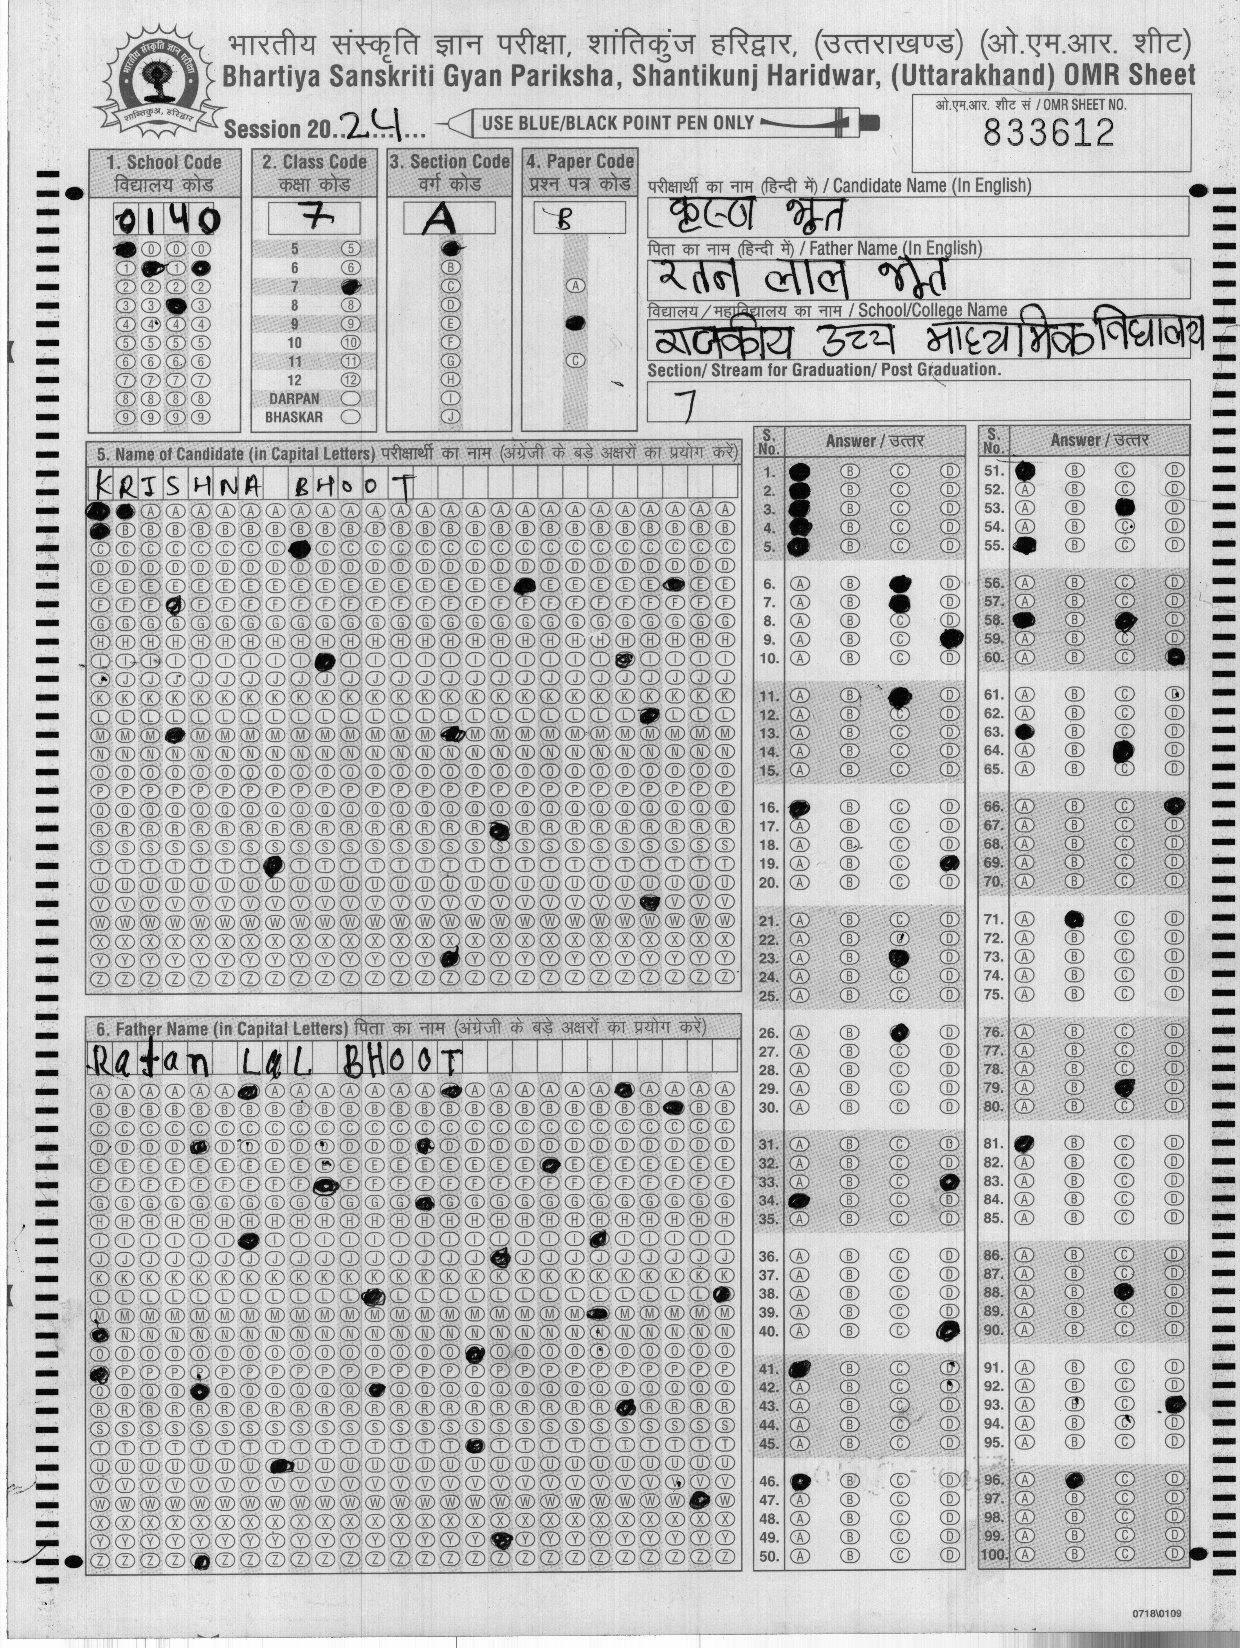 भारतीय संस्कृति ज्ञान परीक्षा, शांतिकुंज हरिद्वार, (उत्तराखण्ड) (ओ.एम.आर. शीट)
Bhartiya Sanskriti Gyan Pariksha, Shantikunj Haridwar, (Uttarakhand) OMR Sheet
Session 20..24....
USE BLUE/BLACK POINT PEN ONLY
ओ.एम.आर. शीट सं / OMR SHEET NO.
833612
1. School Code
विद्यालय कोड
0140
2. Class Code
कक्षा कोड
7
3. Section Code
वर्ग कोड
A
4. Paper Code
प्रश्न पत्र कोड
B
5
6
7
8
9
10
11
12
DARPAN
BHASKAR
परीक्षार्थी का नाम (हिन्दी में) / Candidate Name (In English)
कृष्णा भूत
पिता का नाम (हिन्दी में) / Father Name (In English)
रतन लाल भूत
विद्यालय / महाविद्यालय का नाम / School/College Name
राजकीय उच्च माध्यमिक विद्यालय
Section/ Stream for Graduation/ Post Graduation.
7
5. Name of Candidate (in Capital Letters) परीक्षार्थी का नाम (अंग्रेजी के बड़े अक्षरों का प्रयोग करें)
KRISHNA BHOOT
6. Father Name (in Capital Letters) पिता का नाम (अंग्रेजी के बड़े अक्षरों का प्रयोग करें)
Ratan LaL BHOOT
S. No. Answer / उत्तर
S. No. Answer / उत्तर
0718\0109